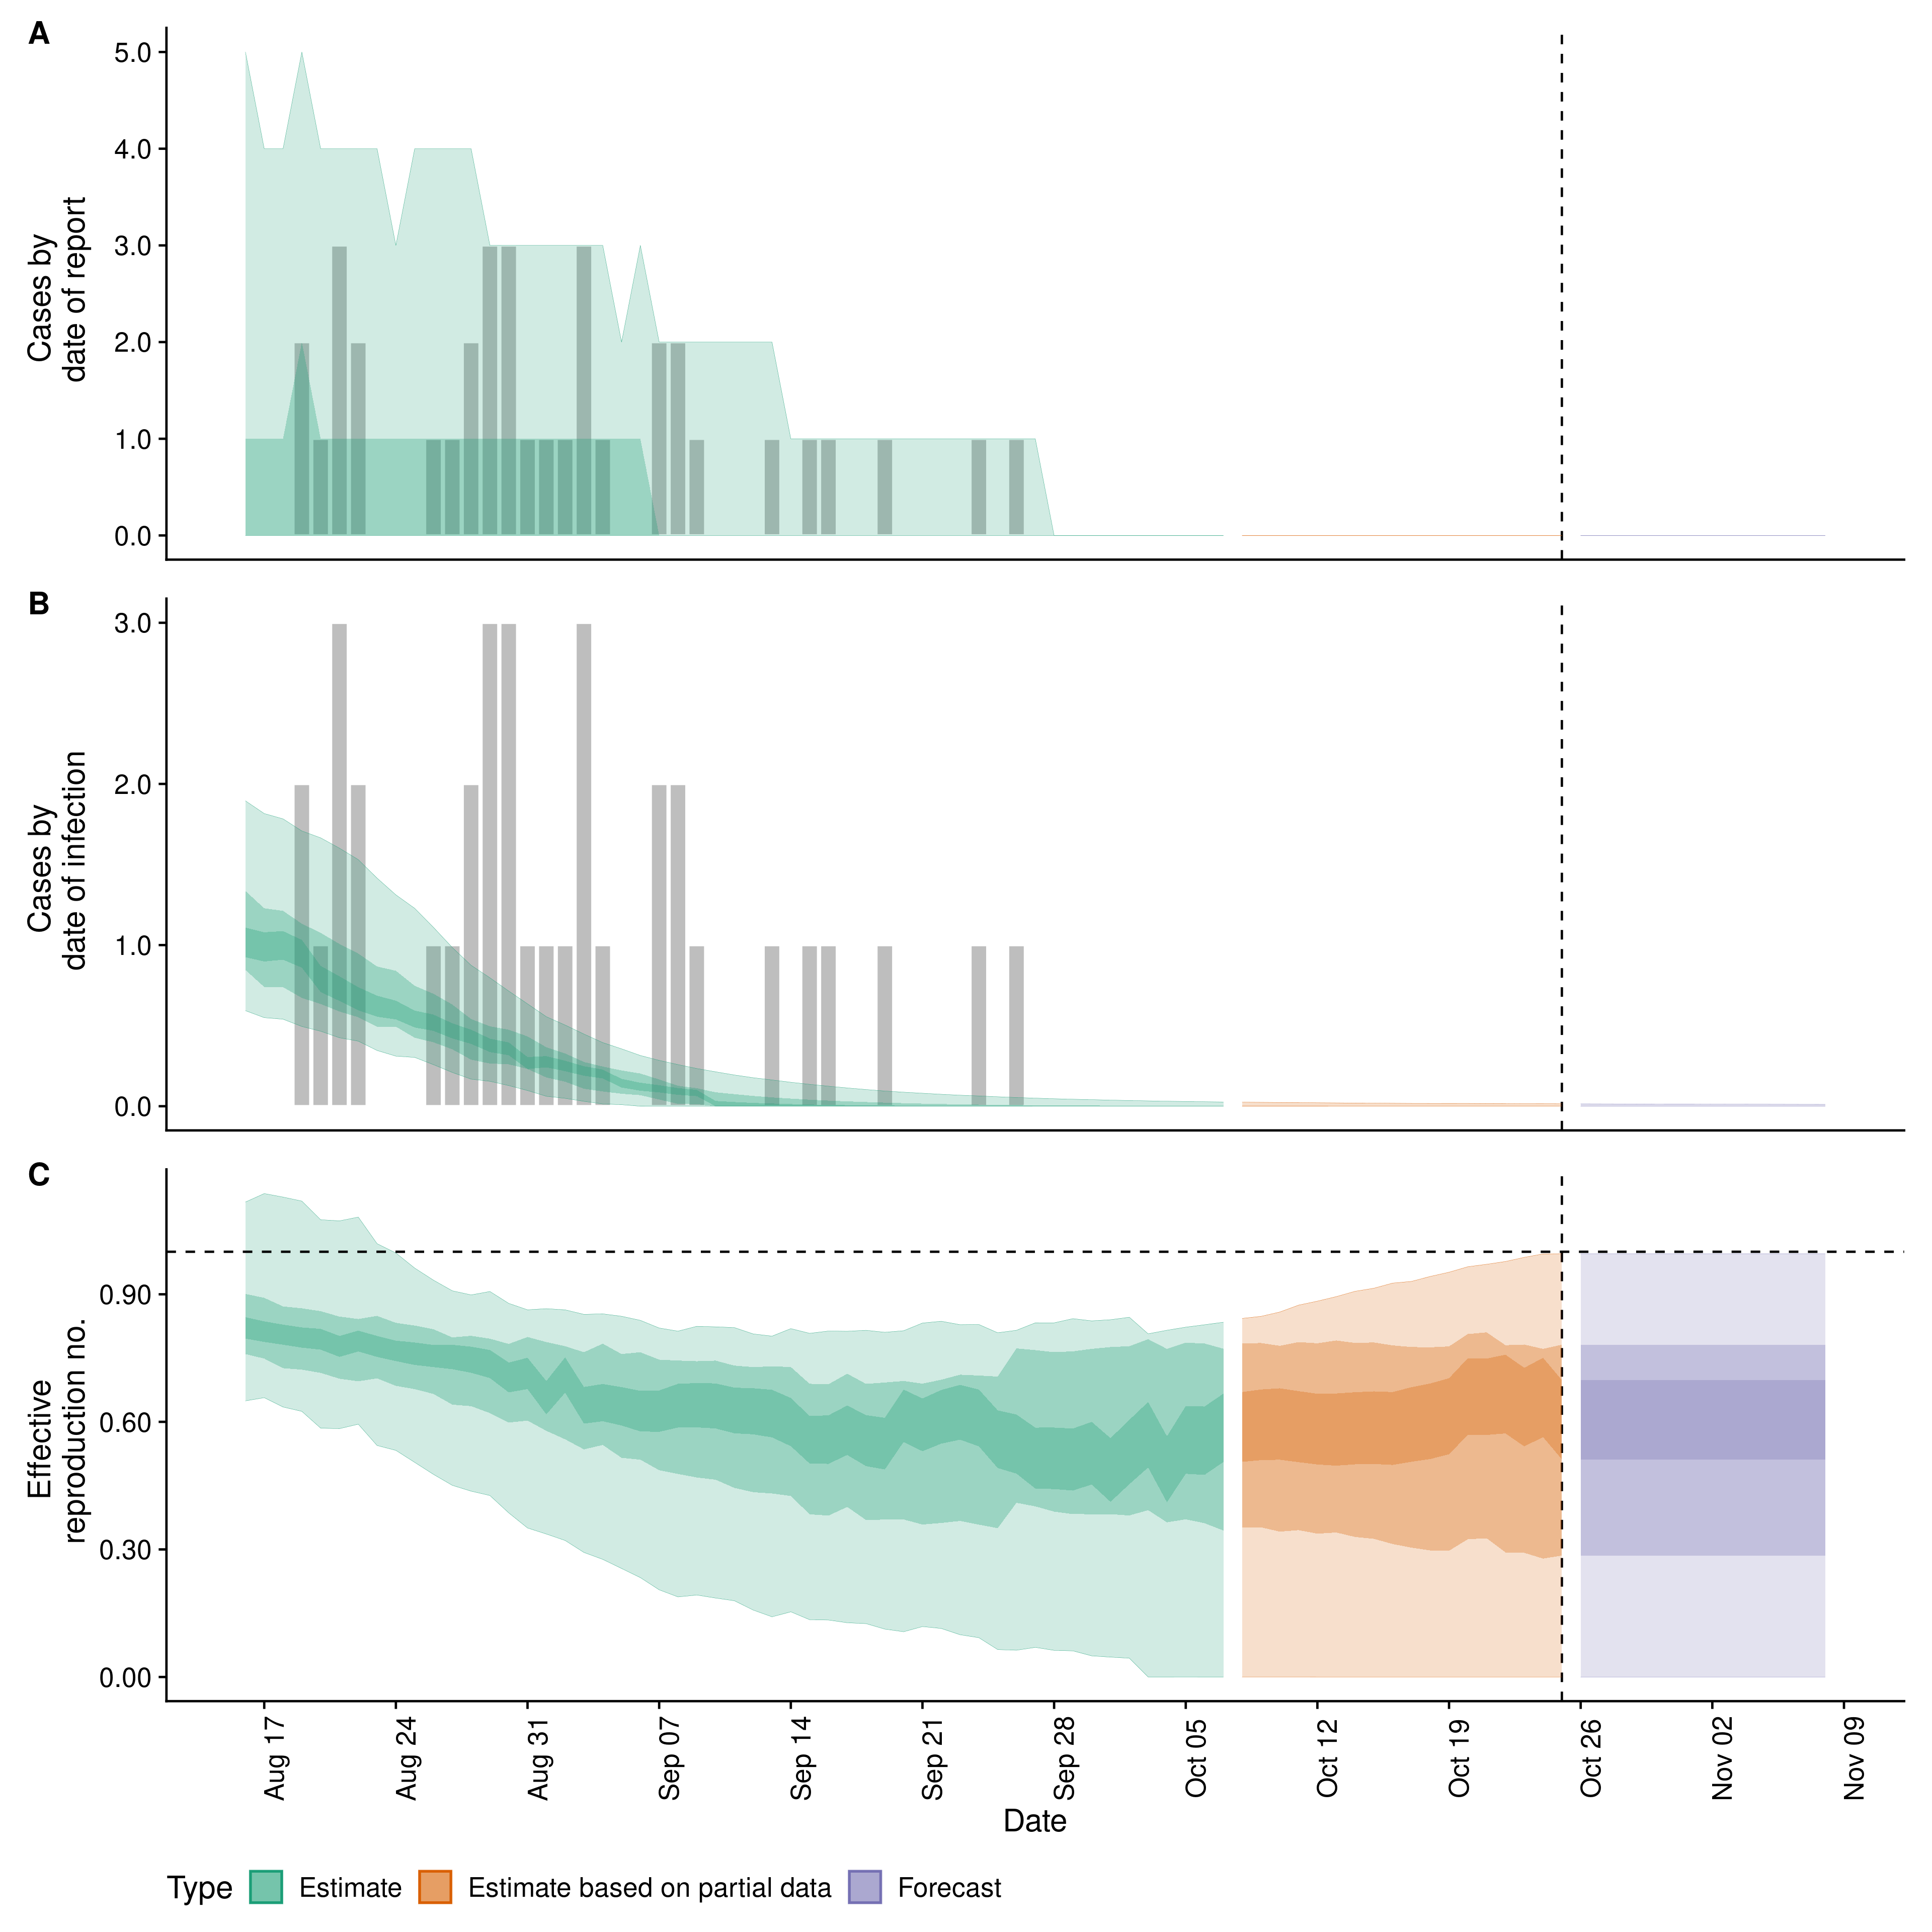 A
5.0
4.0
3.0
2.0
1.0
0.0
Cases by
date of report
B
3.0
2.0
1.0
0.0
Cases by
date of infection
C
0.90
0.60
0.30
0.00
Effective
reproduction no.
Aug 17
Aug 24
Aug 31
Sep 07
Sep 14
Sep 21
Sep 28
Oct 05
Oct 12
Oct 19
Oct 26
Nov 02
Nov 09
Date
Type Estimate Estimate based on partial data Forecast